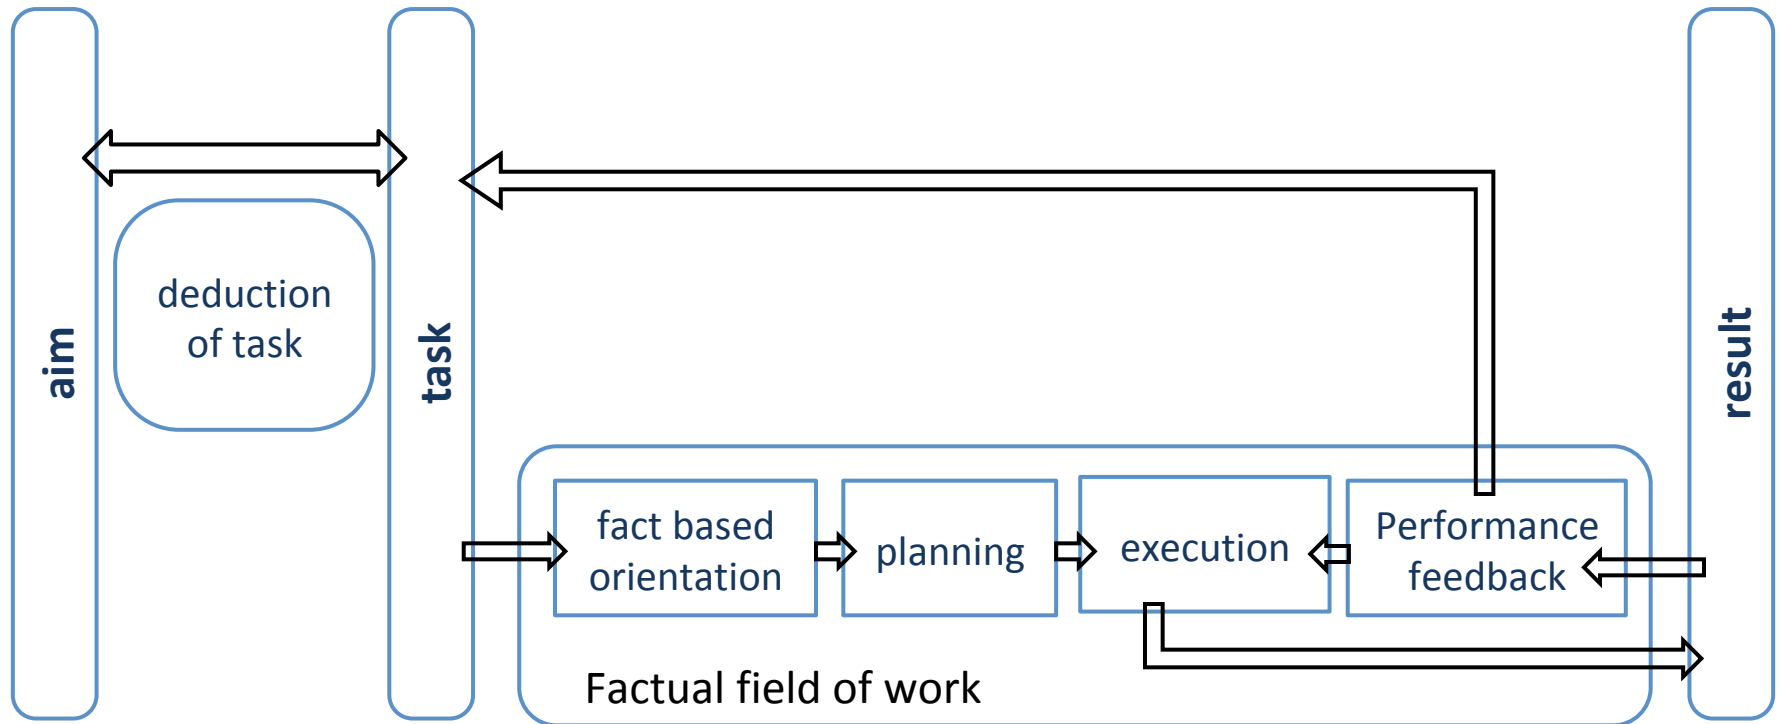 aim
deduction
of task
task
fact based
orientation
planning
execution
Performance
feedback
Factual field of work
result